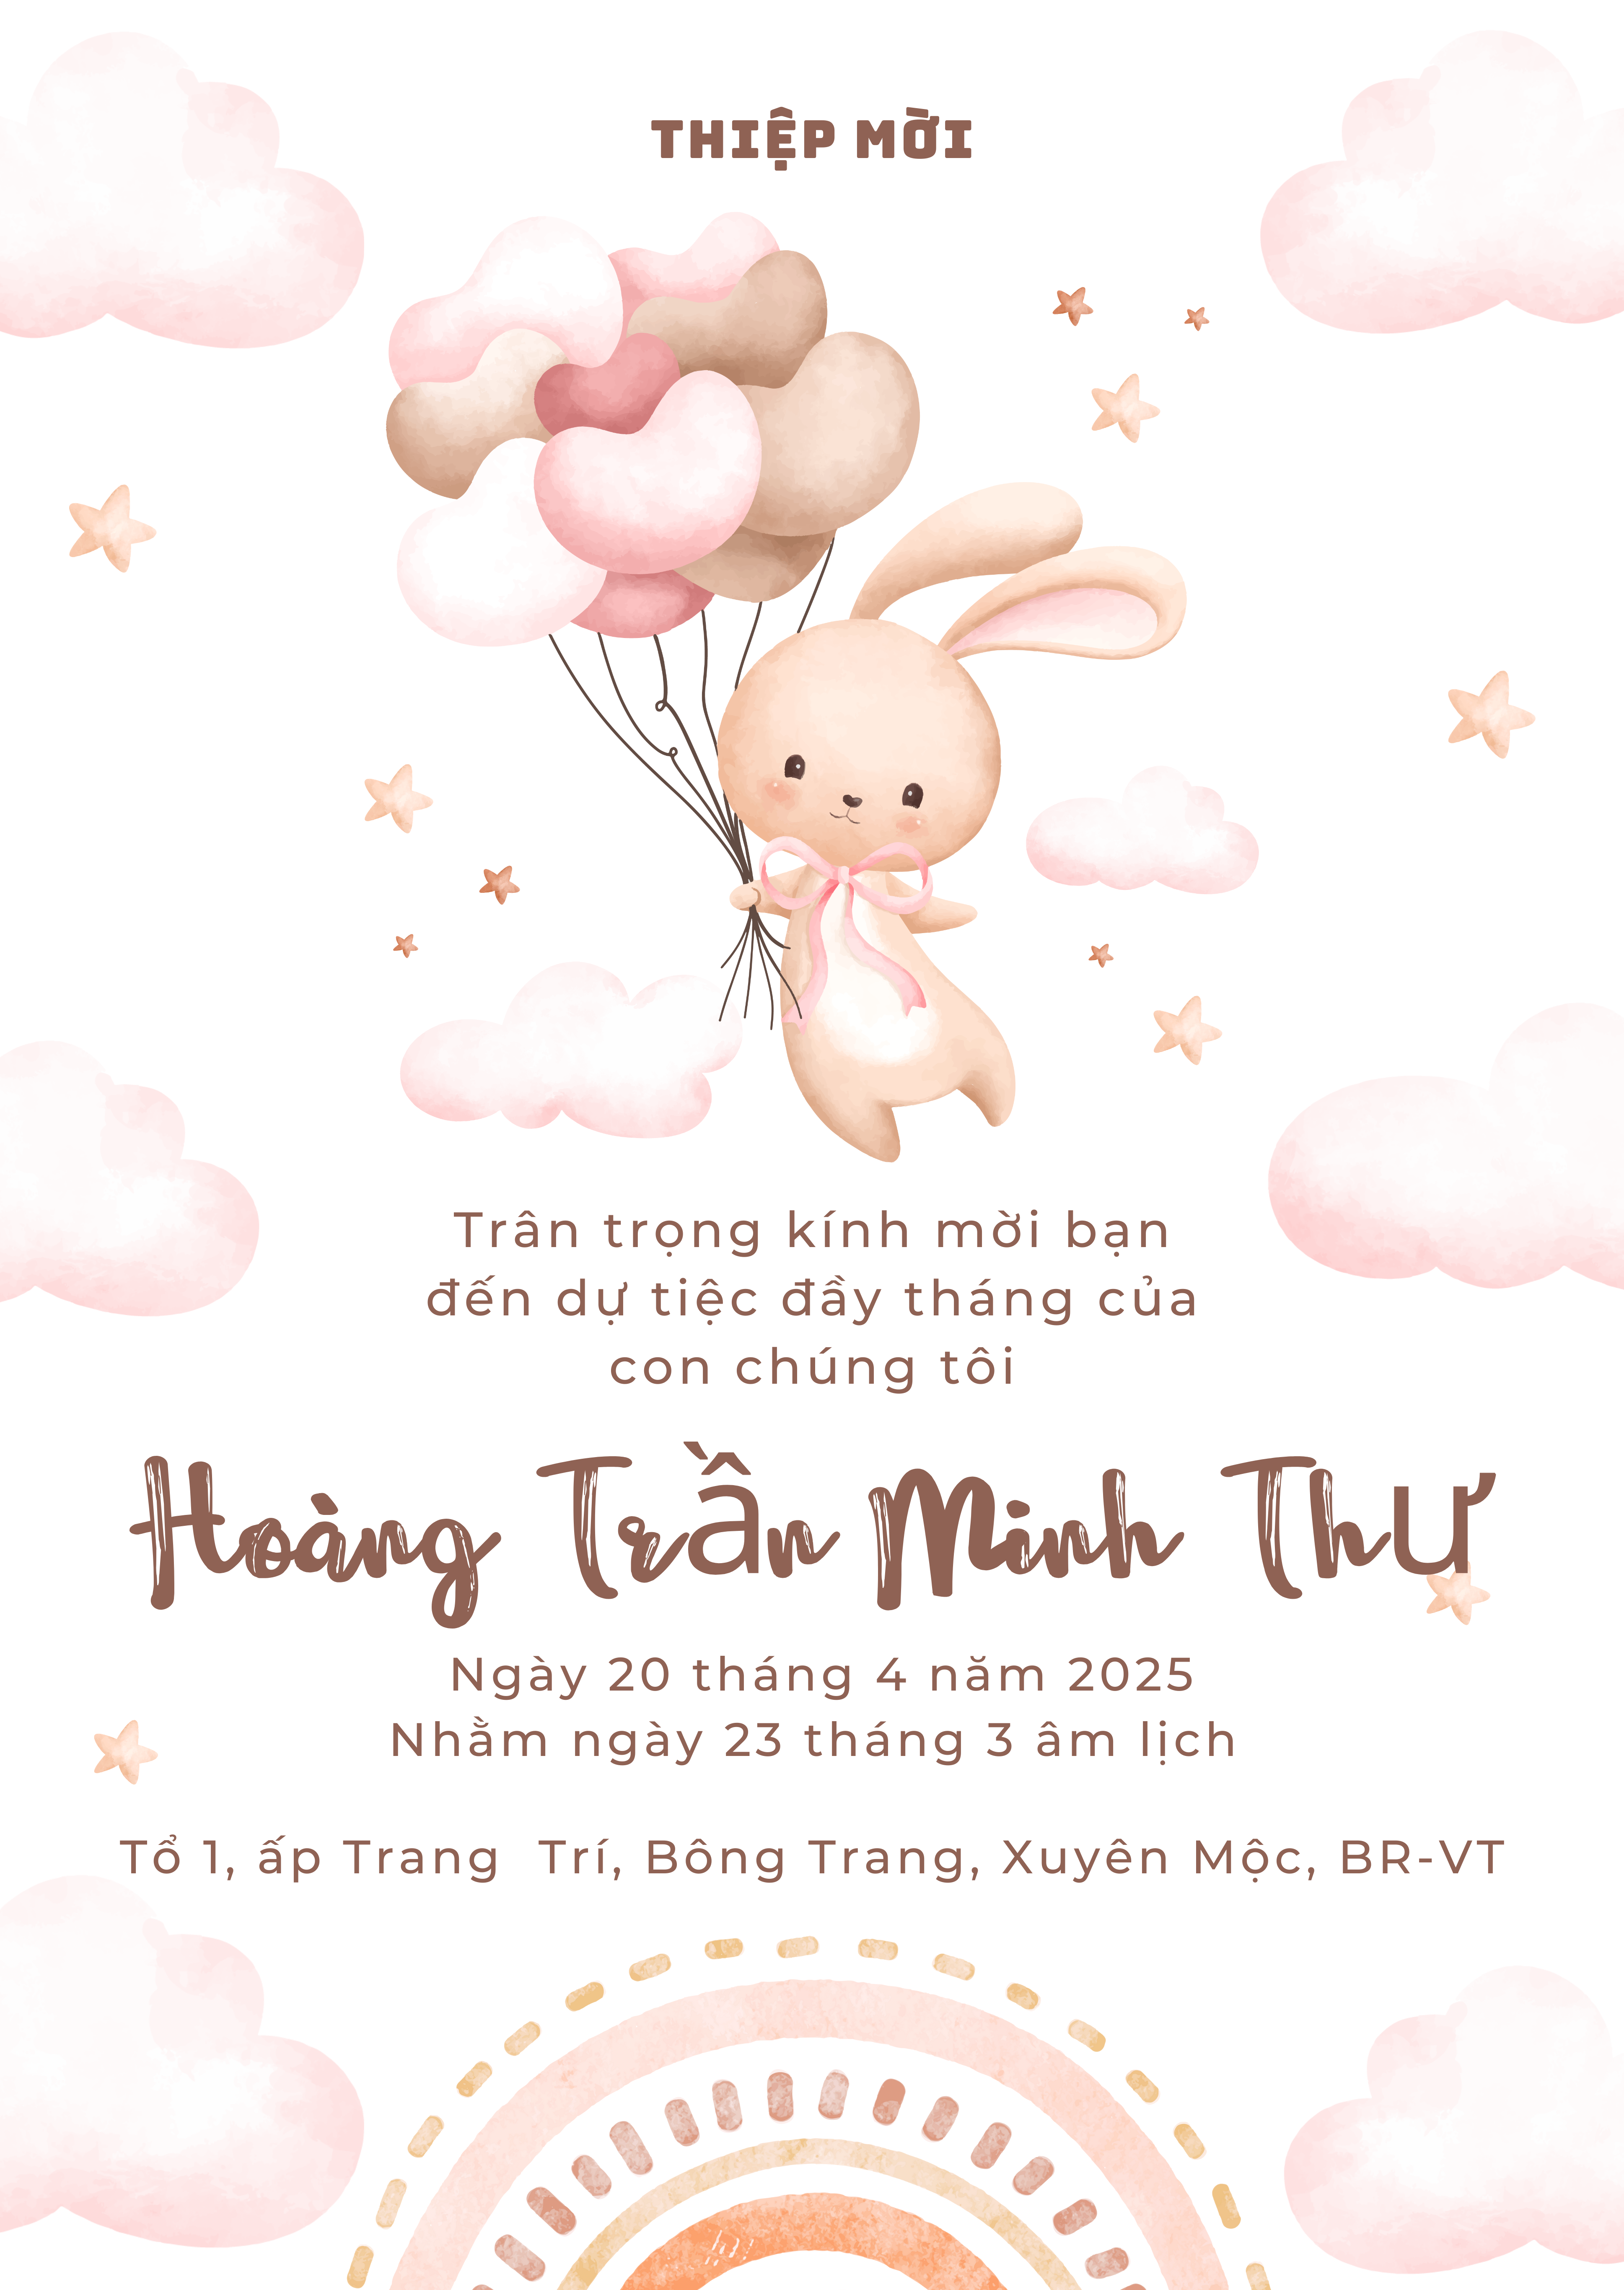 THIỆP MỜI
Trân trọng kính mời bạn
đến dự tiệc đầy tháng của
con chúng tôi
Hoàng Trần Minh Thư
Ngày 20 tháng 4 năm 2025
Nhằm ngày 23 tháng 3 âm lịch
Tổ 1, ấp Trang  Trí, Bông Trang, Xuyên Mộc, BR-VT